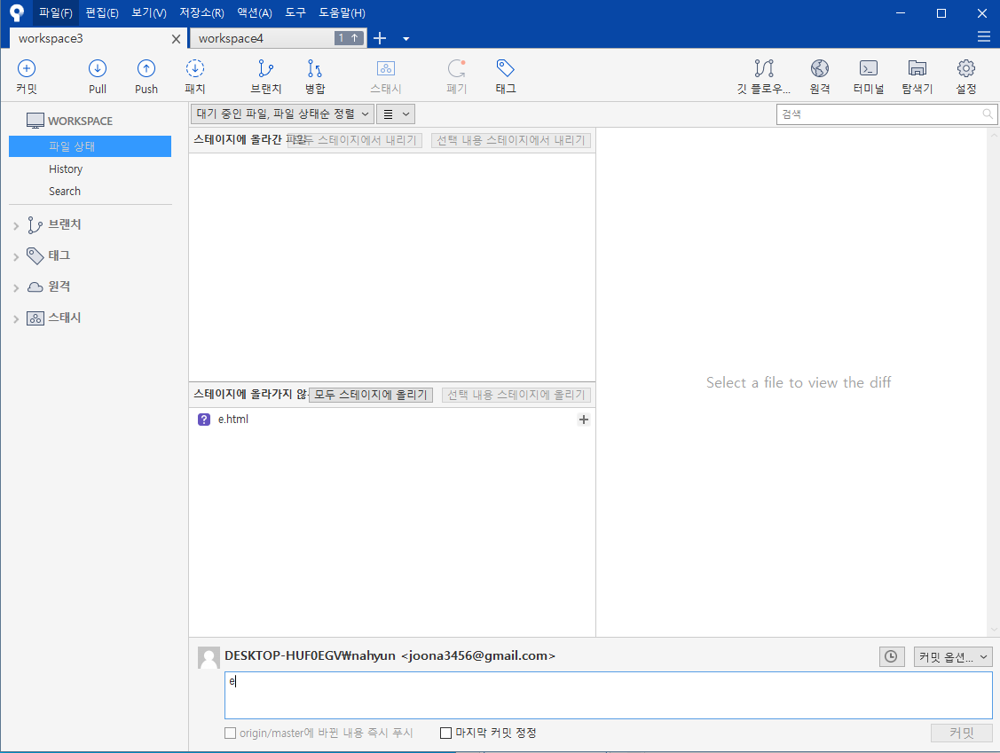 파일(F) 편집(E) 보기(V) 저장소(R) 액션(A) 도구 도움말(H)
workspace3 workspace4 1
커밋 Pull Push 패치 브랜치 병합 스태시 폐기 태그 깃 플로우... 원격 터미널 탐색기 설정
WORKSPACE
파일 상태
History
Search
브랜치
태그
원격
스태시
대기 중인 파일, 파일 상태순 정렬
검색
스테이지에 올라간 파일 모두 스테이지에서 내리기 선택 내용 스테이지에서 내리기
스테이지에 올라가지 않 모두 스테이지에 올리기 선택 내용 스테이지에 올리기
? e.html
Select a file to view the diff
DESKTOP-HUF0EGV₩nahyun <joona3456@gmail.com>
커밋 옵션...
e
origin/master에 바뀐 내용 즉시 푸시 마지막 커밋 정정 커밋